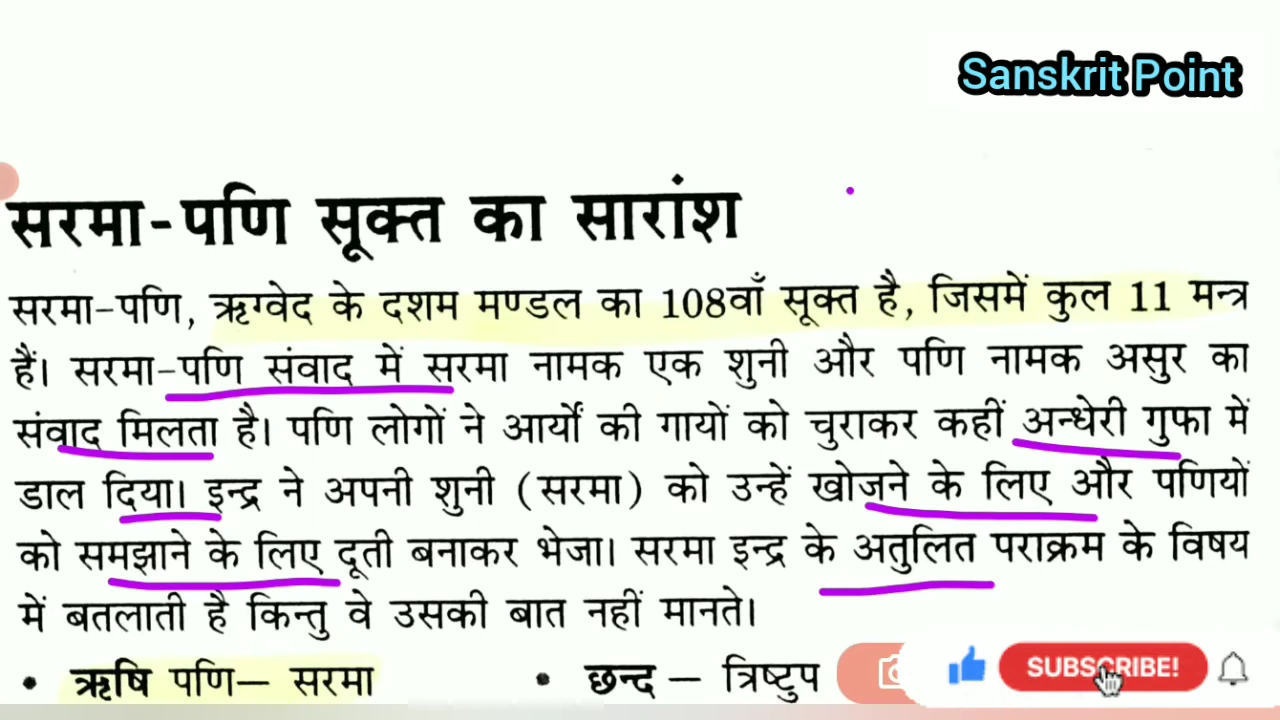 Sanskrit Point
सरमा-पणि सूक्त का सारांश
सरमा-पणि, ऋग्वेद के दशम मण्डल का 108वाँ सूक्त है, जिसमें कुल 11 मन्त्र
हैं। सरमा-पणि संवाद में सरमा नामक एक शुनी और पणि नामक असुर का
संवाद मिलता है। पणि लोगों ने आर्यों की गायों को चुराकर कहीं अन्धेरी गुफा में
डाल दिया। इन्द्र ने अपनी शुनी (सरमा) को उन्हें खोजने के लिए और पणियों
को समझाने के लिए दूती बनाकर भेजा। सरमा इन्द्र के अतुलित पराक्रम के विषय
में बतलाती है किन्तु वे उसकी बात नहीं मानते।
• ऋषि पणि— सरमा • छन्द — त्रिष्टुप
SUBSCRIBE!